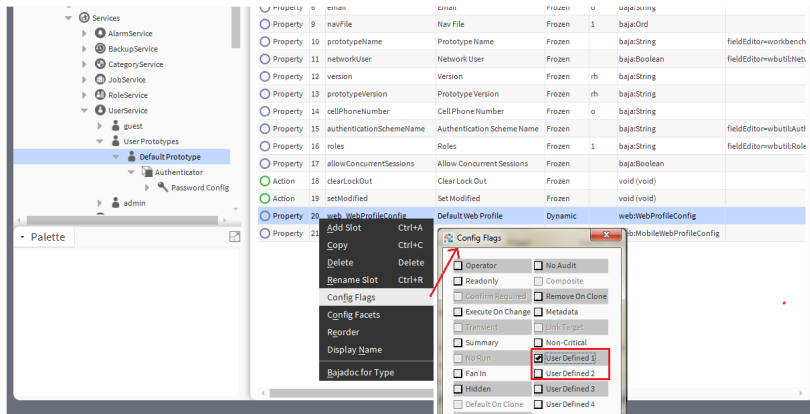 Services
AlarmService
BackupService
CategoryService
JobService
RoleService
UserService
guest
User Prototypes
Default Prototype
Authenticator
Password Config
admin
Palette
Property 6 email Email Frozen o baja:String
Property 9 navFile Nav File Frozen 1 baja:Ord
Property 10 prototypeName Prototype Name Frozen baja:String fieldEditor=workbench
Property 11 networkUser Network User Frozen baja:Boolean fieldEditor=wbutil:Netw
Property 12 version Version Frozen rh baja:String
Property 13 prototypeVersion Prototype Version Frozen rh baja:String
Property 14 cellPhoneNumber Cell Phone Number Frozen o baja:String
Property 15 authenticationSchemeName Authentication Scheme Name Frozen baja:String fieldEditor=wbutil:Auth
Property 16 roles Roles Frozen 1 baja:String fieldEditor=wbutil:Role
Property 17 allowConcurrentSessions Allow Concurrent Sessions Frozen baja:Boolean
Action 18 clearLockOut Clear Lock Out Frozen void (void)
Action 19 setModified Set Modified Frozen void (void)
Property 20 web_WebProfileConfig Default Web Profile Dynamic web:WebProfileConfig
Property 21 eb:MobileWebProfileConfig
Add Slot Ctrl+A
Copy Ctrl+C
Delete Delete
Rename Slot Ctrl+R
Config Flags
Config Facets
Reorder
Display Name
Bajadoc for Type
Config Flags
Operator No Audit
Readonly Composite
Confirm Required Remove On Clone
Execute On Change Metadata
Transient Link Target
Summary Non-Critical
No Run User Defined 1
Fan In User Defined 2
Hidden User Defined 3
Default On Clone User Defined 4